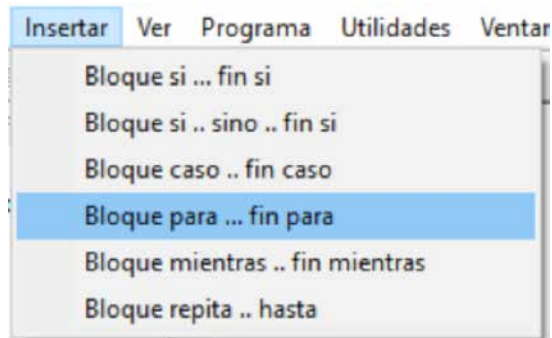 Insertar Ver Programa Utilidades Ventar
Bloque si ... fin si
Bloque si .. sino .. fin si
Bloque caso .. fin caso
Bloque para ... fin para
Bloque mientras .. fin mientras
Bloque repita .. hasta